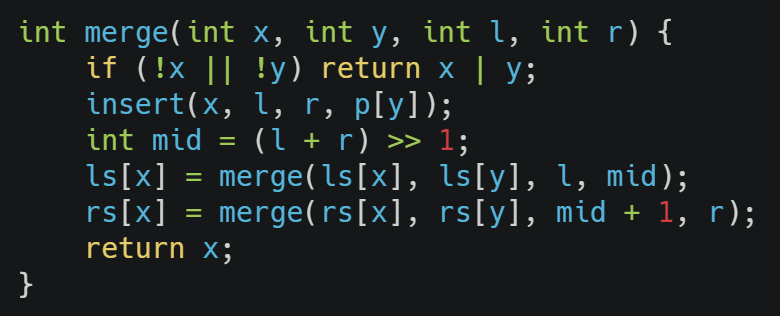 int merge(int x, int y, int l, int r) {
    if (!x || !y) return x | y;
    insert(x, l, r, p[y]);
    int mid = (l + r) >> 1;
    ls[x] = merge(ls[x], ls[y], l, mid);
    rs[x] = merge(rs[x], rs[y], mid + 1, r);
    return x;
}